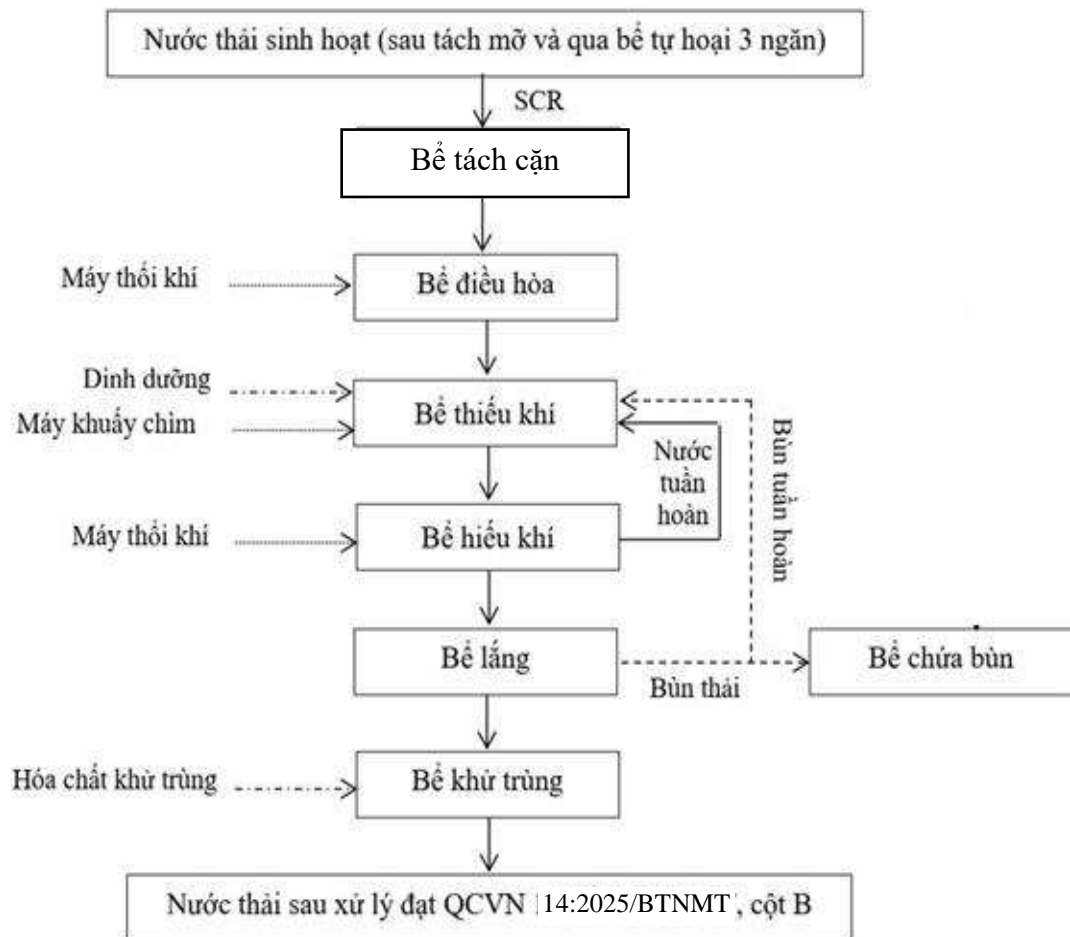 Nước thải sinh hoạt (sau tách mỡ và qua bể tự hoại 3 ngăn)
SCR
Bể tách cặn
Máy thổi khí
Bể điều hòa
Dinh dưỡng
Máy khuấy chìm
Bể thiếu khí
Nước
tuần
hoàn
Bùn tuần hoàn
Máy thổi khí
Bể hiếu khí
Bể lắng
Bùn thải
Bể chứa bùn
Hóa chất khử trùng
Bể khử trùng
Nước thải sau xử lý đạt QCVN 14:2025/BTNMT, cột B